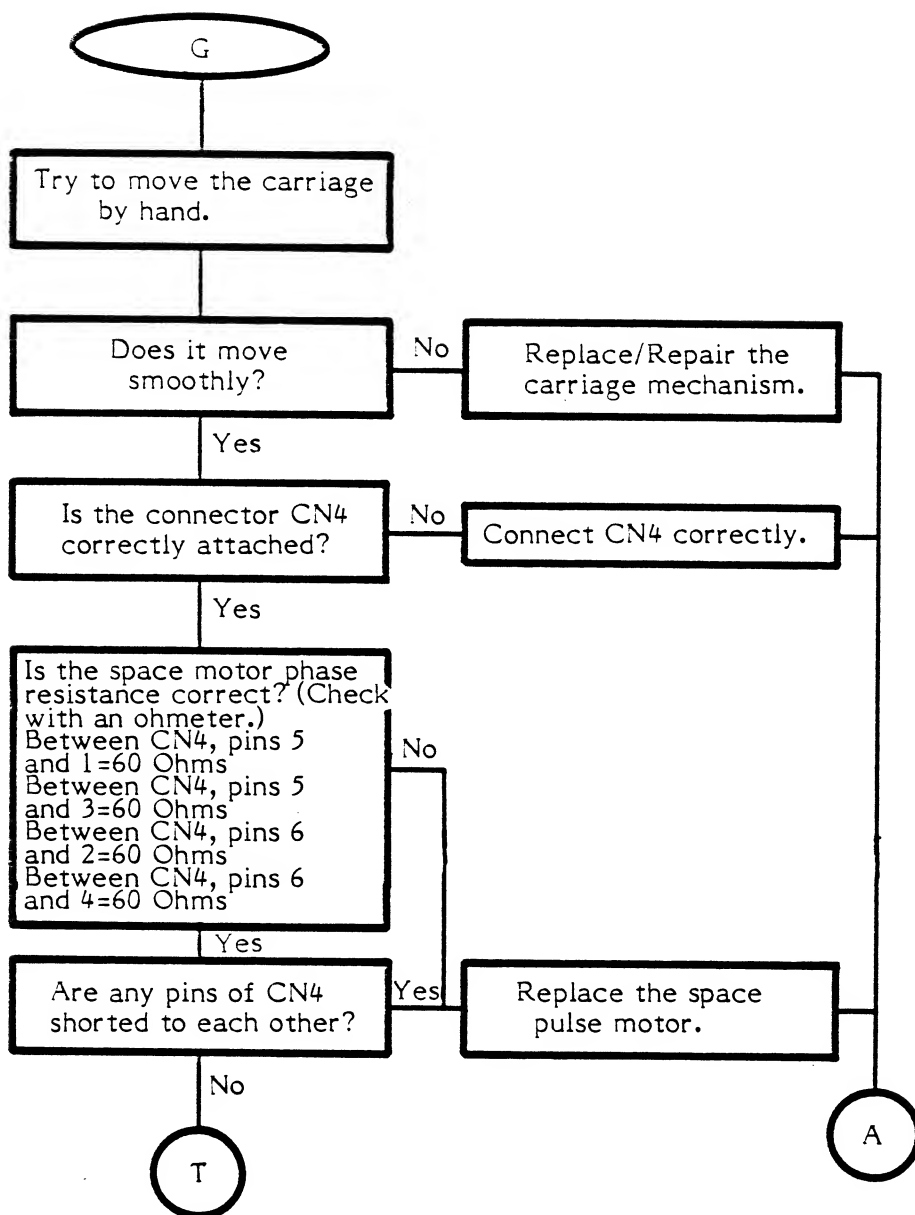 G
Try to move the carriage
by hand.
Does it move
smoothly?
No
Replace/Repair the
carriage mechanism.
Yes
Is the connector CN4
correctly attached?
No
Connect CN4 correctly.
Yes
Is the space motor phase
resistance correct? (Check
with an ohmeter.)
Between CN4, pins 5
and 1=60 Ohms
Between CN4, pins 5
and 3=60 Ohms
Between CN4, pins 6
and 2=60 Ohms
Between CN4, pins 6
and 4=60 Ohms
No
Yes
Are any pins of CN4
shorted to each other?
Yes
Replace the space
pulse motor.
No
T
A